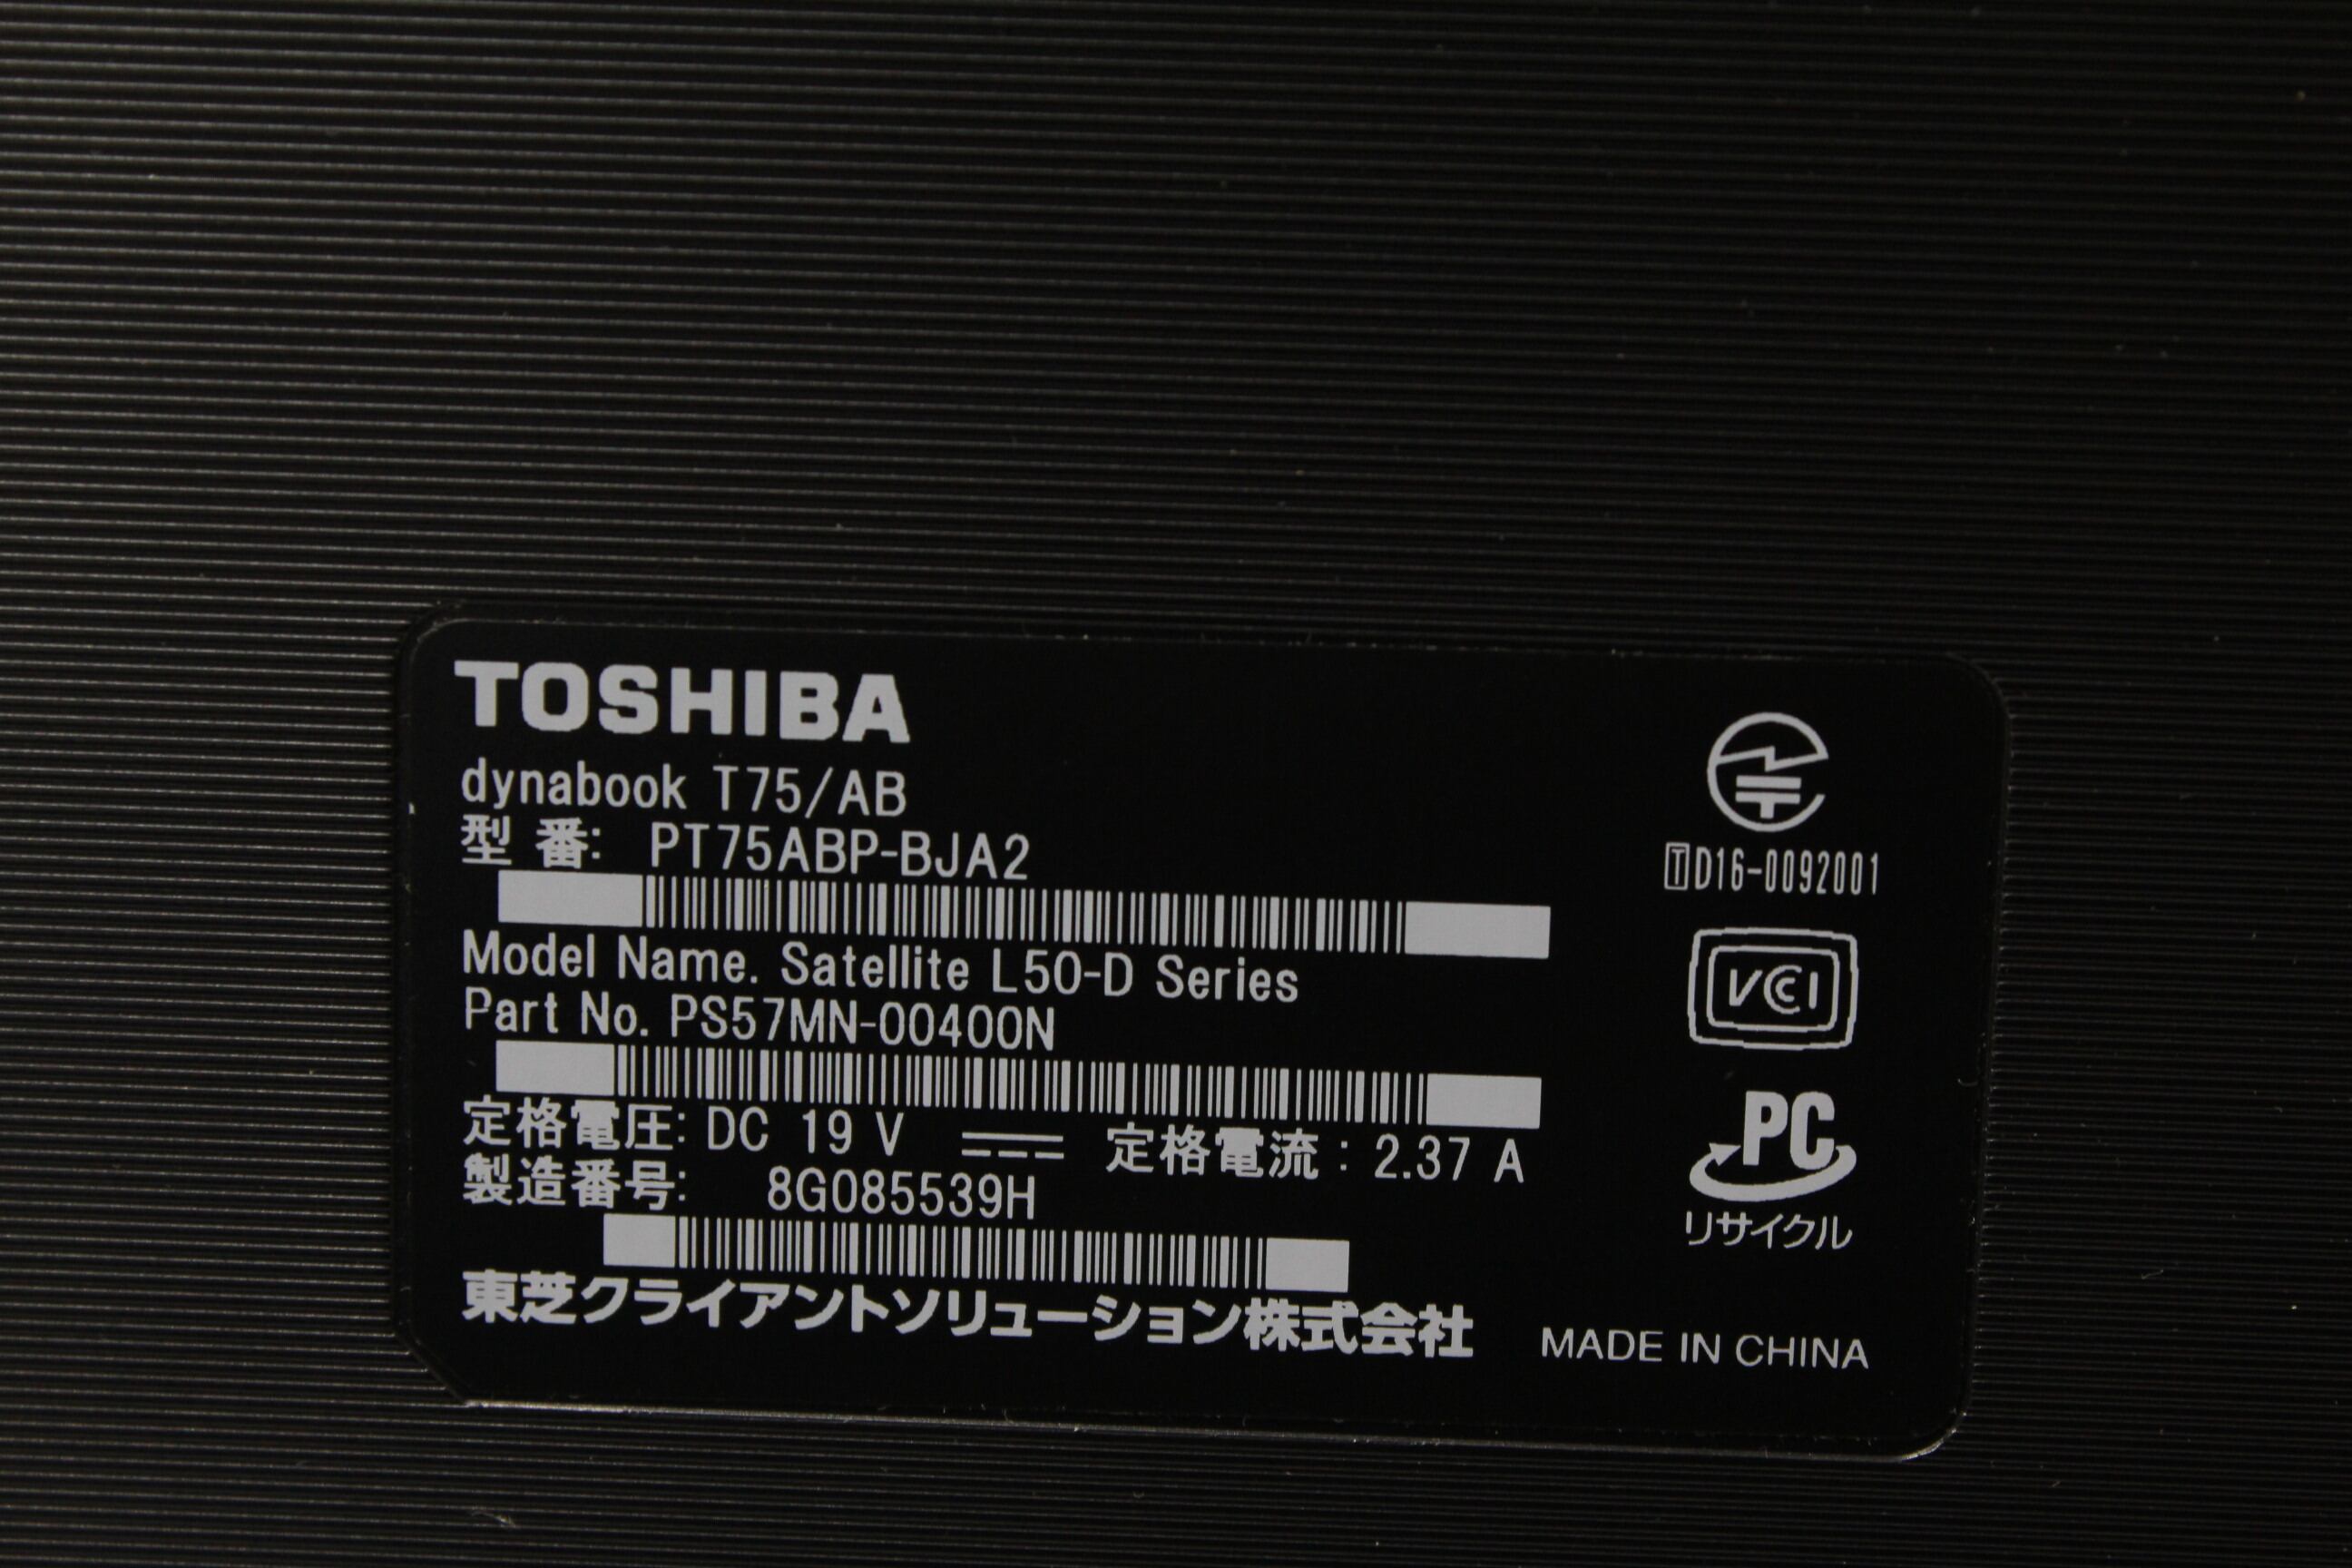 TOSHIBA
dynabook T75/AB
型 番: PT75ABP-BJA2
Model Name. Satellite L50-D Series
Part No. PS57MN-00400N
定格電圧: DC 19 V 定格電流: 2.37 A
製造番号: 8G085539H
東芝クライアントソリューション株式会社
〒
T D16-0092001
VCCI
PC
リサイクル
MADE IN CHINA